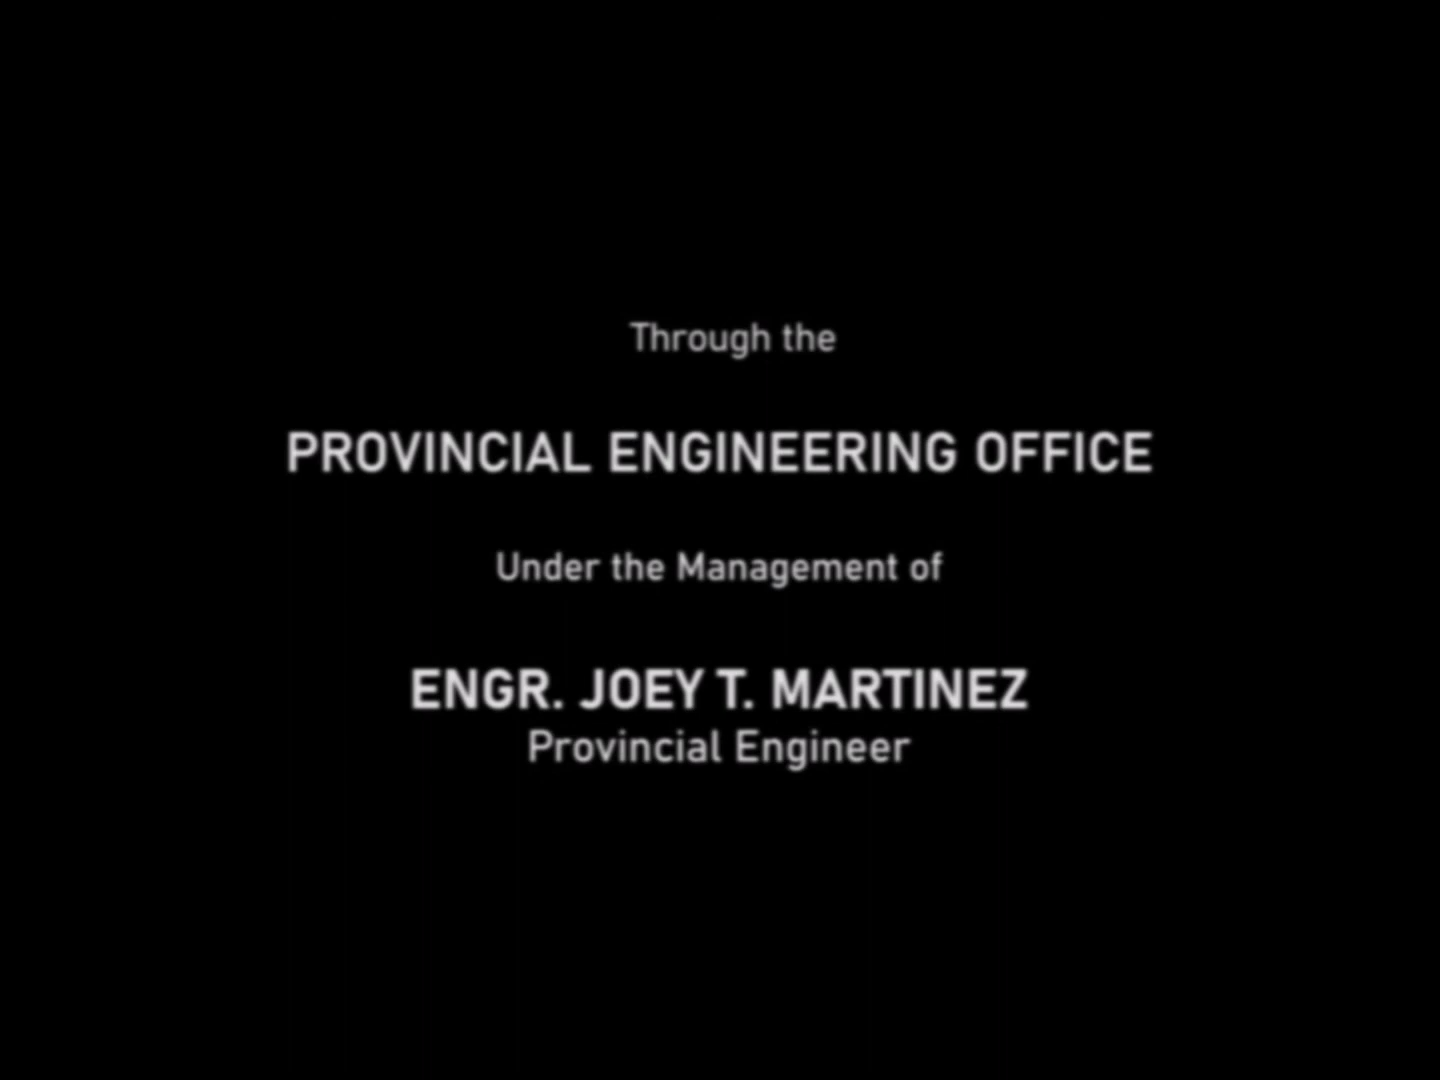 Through the
PROVINCIAL ENGINEERING OFFICE
Under the Management of
ENGR. JOEY T. MARTINEZ
Provincial Engineer